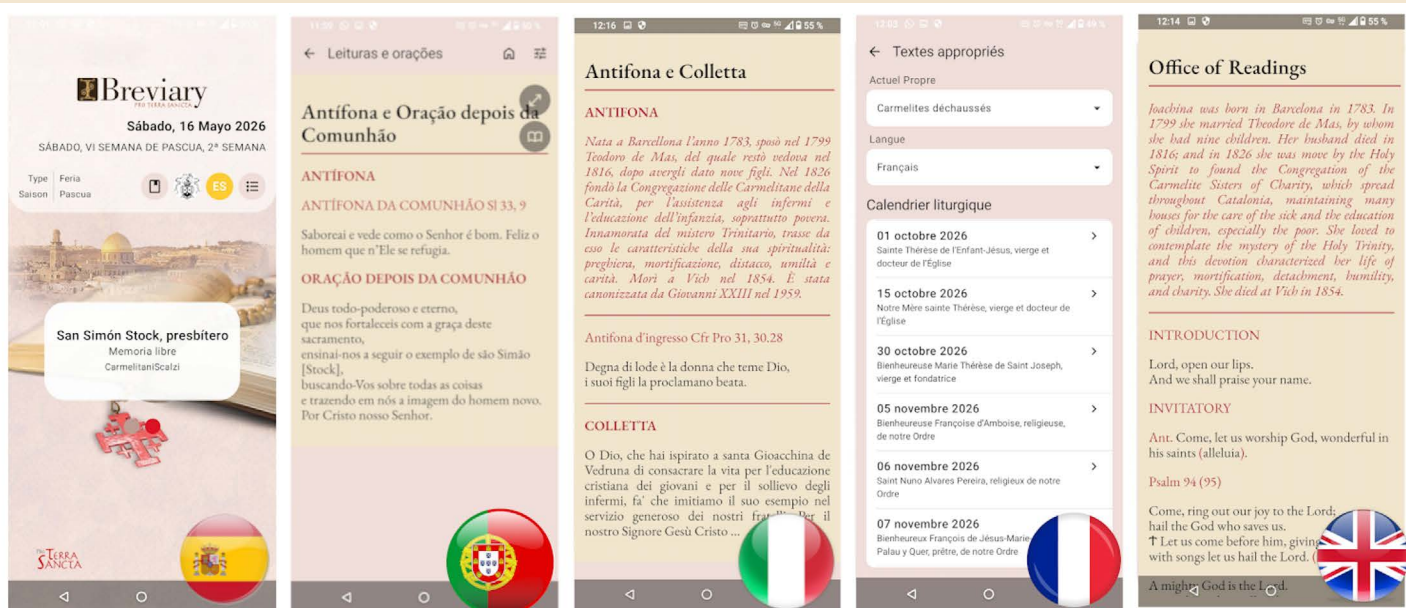 Breviary
PRO TERRA SANCTA
Sábado, 16 Mayo 2026
SÁBADO, VI SEMANA DE PASCUA, 2ª SEMANA
Type Feria
Saison Pascua
ES
San Simón Stock, presbítero
Memoria libre
CarmelitaniScalzi
TERRA
SANCTA
11:59
Leituras e orações
Antífona e Oração depois da
Comunhão
ANTÍFONA
ANTÍFONA DA COMUNHÃO Sl 33, 9
Saboreai e vede como o Senhor é bom. Feliz o
homem que n'Ele se refugia.
ORAÇÃO DEPOIS DA COMUNHÃO
Deus todo-poderoso e eterno,
que nos fortaleceis com a graça deste
sacramento,
ensinai-nos a seguir o exemplo de são Simão
[Stock],
buscando-Vos sobre todas as coisas
e trazendo em nós a imagem do homem novo.
Por Cristo nosso Senhor.
12:16 5G 55 %
Antifona e Colletta
ANTIFONA
Nata a Barcellona l'anno 1783, sposò nel 1799
Teodoro de Mas, del quale restò vedova nel
1816, dopo avergli dato nove figli. Nel 1826
fondò la Congregazione delle Carmelitane della
Carità, per l'assistenza agli infermi e
l'educazione dell'infanzia, soprattutto povera.
Innamorata del mistero Trinitario, trasse da
esso le caratteristiche della sua spiritualità:
preghiera, mortificazione, distacco, umiltà e
carità. Morì a Vich nel 1854. È stata
canonizzata da Giovanni XXIII nel 1959.
Antifona d'ingresso Cfr Pro 31, 30.28
Degna di lode è la donna che teme Dio,
i suoi figli la proclamano beata.
COLLETTA
O Dio, che hai ispirato a santa Gioacchina de
Vedruna di consacrare la vita per l'educazione
cristiana dei giovani e per il sollievo degli
infermi, fa' che imitiamo il suo esempio nel
servizio generoso dei nostri Per il
nostro Signore Gesù Cristo ...
12:03 49 %
Textes appropriés
Actuel Propre
Carmelites déchaussés
Langue
Français
Calendrier liturgique
01 octobre 2026
Sainte Thérèse de l'Enfant-Jésus, vierge et
docteur de l'Église
15 octobre 2026
Notre Mère sainte Thérèse, vierge et docteur de
l'Église
30 octobre 2026
Bienheureuse Marie Thérèse de Saint Joseph,
vierge et fondatrice
05 novembre 2026
Bienheureuse Françoise d'Amboise, religieuse,
de notre Ordre
06 novembre 2026
Saint Nuno Alvares Pereira, religieux de notre
Ordre
07 novembre 2026
Bienheureux François de Jésus-Marie
Palau y Quer, prêtre, de notre Ordre
12:14 55 %
Office of Readings
Joachina was born in Barcelona in 1783. In
1799 she married Theodore de Mas, by whom
she had nine children. Her husband died in
1816; and in 1826 she was move by the Holy
Spirit to found the Congregation of the
Carmelite Sisters of Charity, which spread
throughout Catalonia, maintaining many
houses for the care of the sick and the education
of children, especially the poor. She loved to
contemplate the mystery of the Holy Trinity,
and this devotion characterized her life of
prayer, mortification, detachment, humility,
and charity. She died at Vich in 1854.
INTRODUCTION
Lord, open our lips.
And we shall praise your name.
INVITATORY
Ant. Come, let us worship God, wonderful in
his saints (alleluia).
Psalm 94 (95)
Come, ring out our joy to the Lord;
hail the God who saves us.
† Let us come before him, giving
with songs let us hail the Lord. (
A mighty God is the Lord.